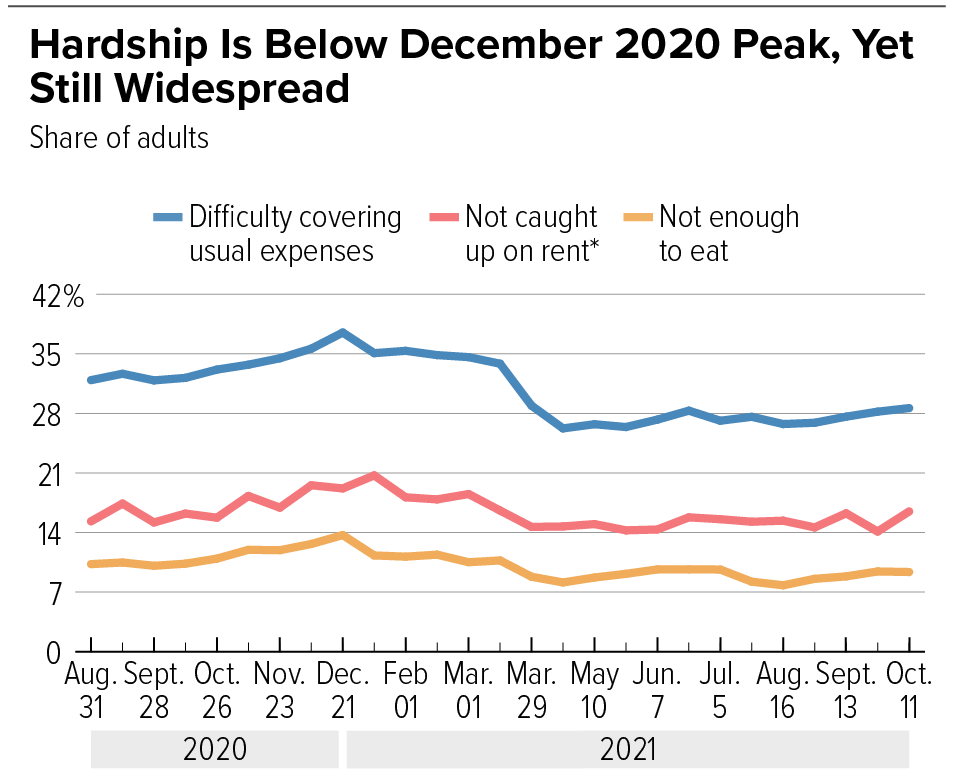 Hardship Is Below December 2020 Peak, Yet
Still Widespread
Share of adults
Difficulty covering
usual expenses
Not caught
up on rent*
Not enough
to eat
42%
35
28
21
14
7
0
Aug. Sept. Oct. Nov. Dec. Feb Mar. Mar. May Jun. Jul. Aug. Sept. Oct.
31 28 26 23 21 01 01 29 10 7 5 16 13 11
2020 2021